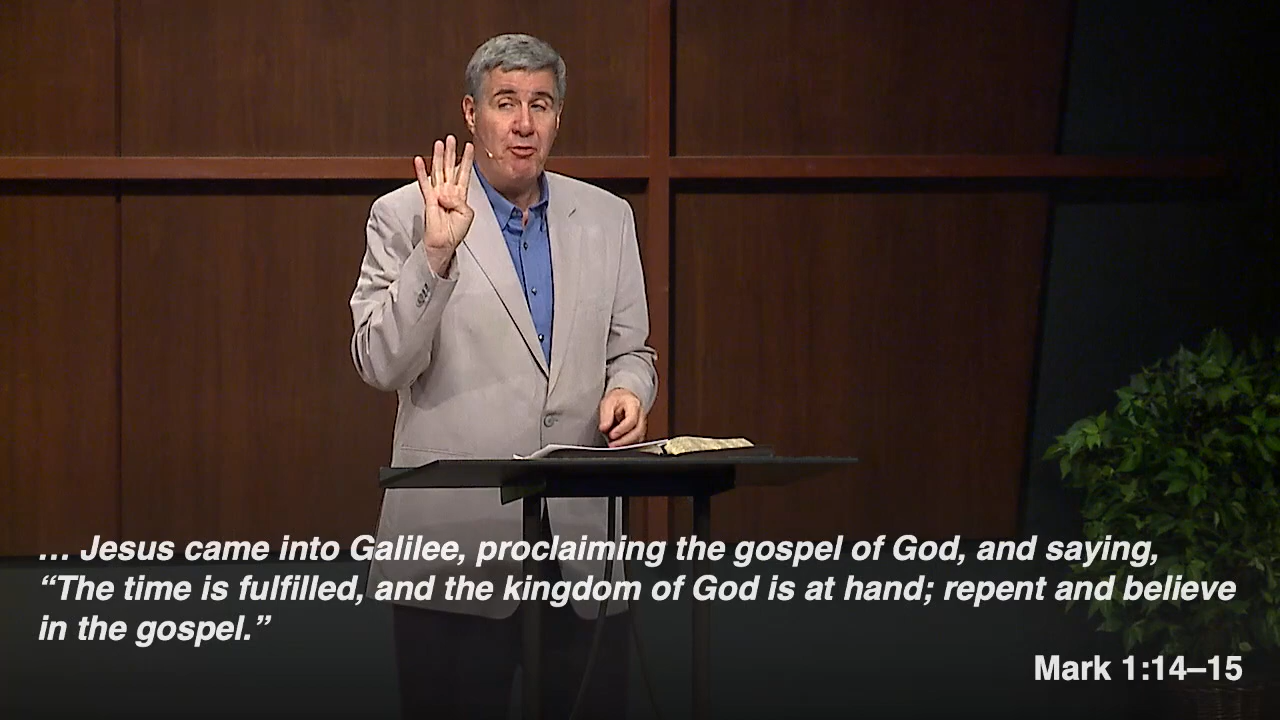 … Jesus came into Galilee, proclaiming the gospel of God, and saying,
“The time is fulfilled, and the kingdom of God is at hand; repent and believe
in the gospel.”
Mark 1:14–15